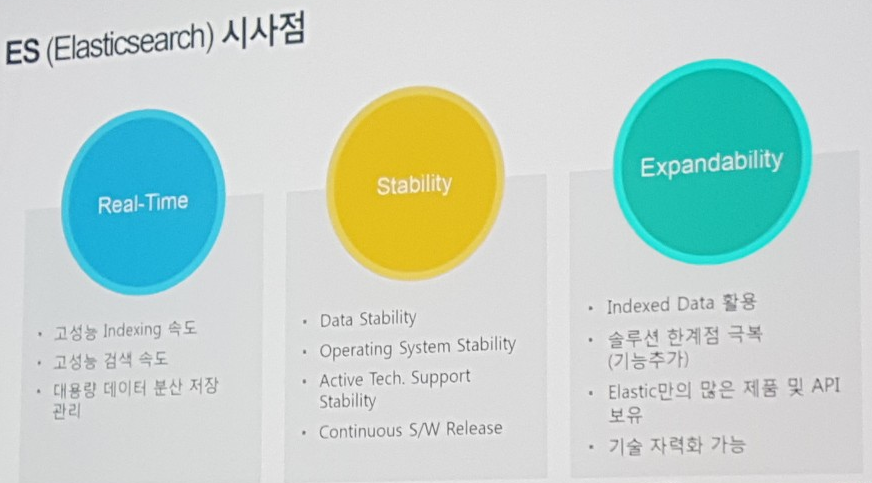 ES (Elasticsearch) 시사점
Real-Time
• 고성능 Indexing 속도
• 고성능 검색 속도
• 대용량 데이터 분산 저장
관리
Stability
• Data Stability
• Operating System Stability
• Active Tech. Support
Stability
• Continuous S/W Release
Expandability
• Indexed Data 활용
• 솔루션 한계점 극복
(기능추가)
• Elastic만의 많은 제품 및 API
보유
• 기술 자력화 가능